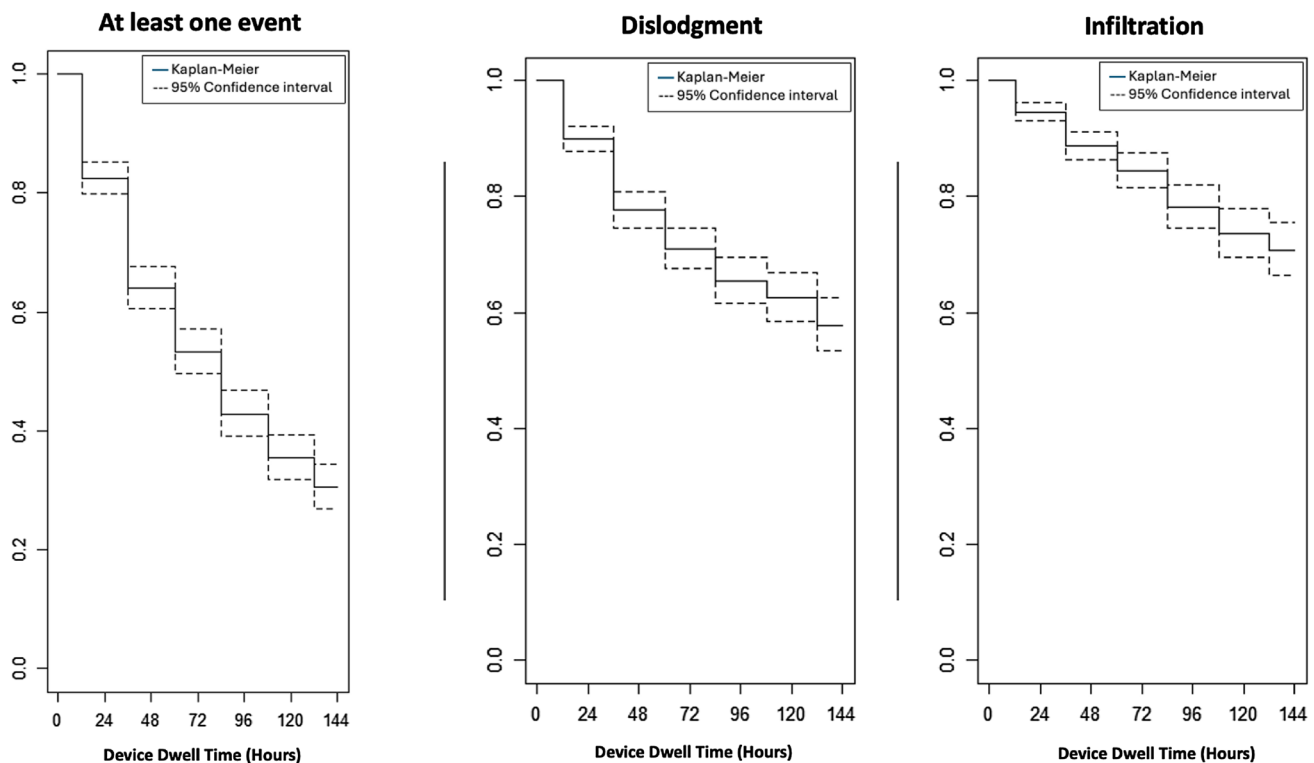 At least one event
Kaplan-Meier
95% Confidence interval
1.0
0.8
0.6
0.4
0.2
0.0
0 24 48 72 96 120 144
Device Dwell Time (Hours)
Dislodgment
Kaplan-Meier
95% Confidence interval
1.0
0.8
0.6
0.4
0.2
0.0
0 24 48 72 96 120 144
Device Dwell Time (Hours)
Infiltration
Kaplan-Meier
95% Confidence interval
1.0
0.8
0.6
0.4
0.2
0.0
0 24 48 72 96 120 144
Device Dwell Time (Hours)